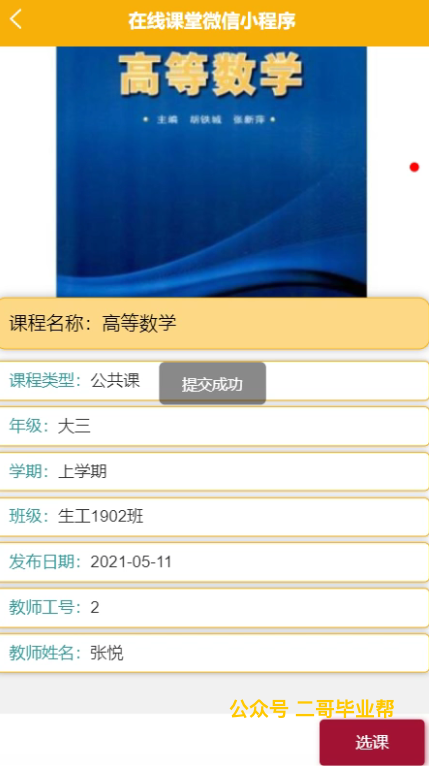 在线课堂微信小程序
高等数学
主编 胡铁城 张新萍
课程名称：高等数学
课程类型：公共课
提交成功
年级：大三
学期：上学期
班级：生工1902班
发布日期：2021-05-11
教师工号：2
教师姓名：张悦
公众号 二哥毕业帮
选课